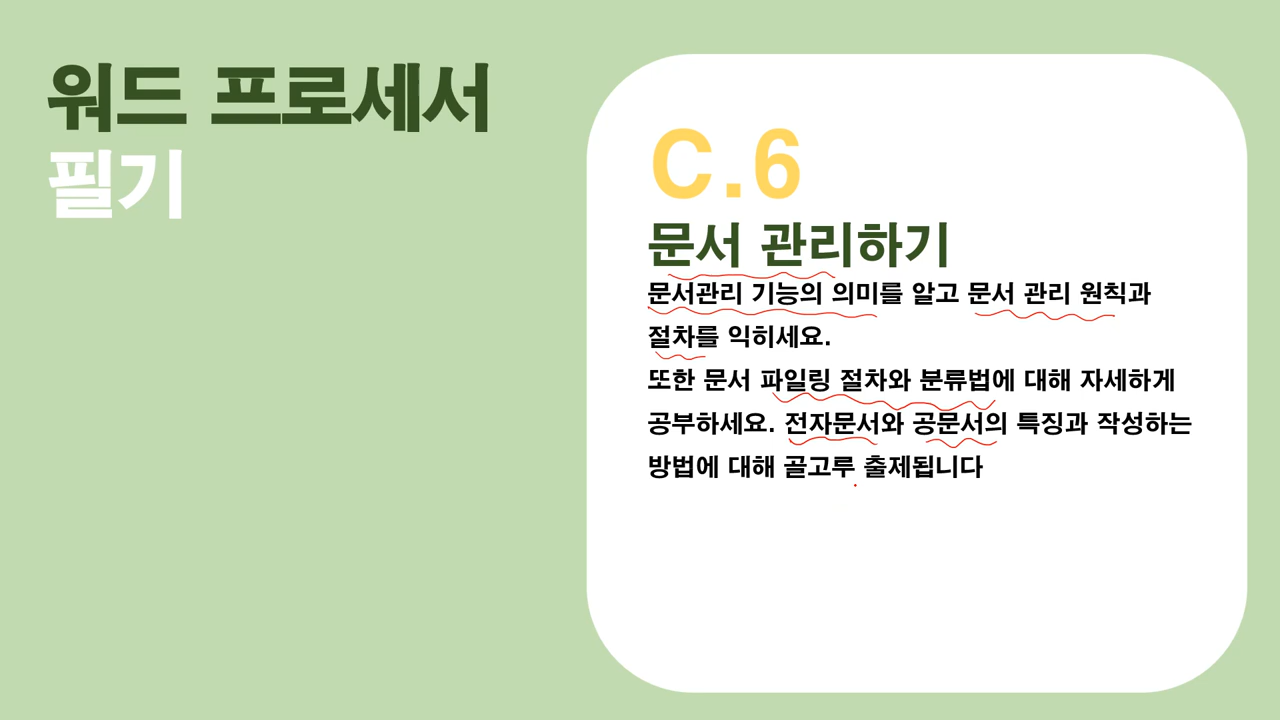 워드 프로세서
필기
C.6
문서 관리하기
문서관리 기능의 의미를 알고 문서 관리 원칙과
절차를 익히세요.
또한 문서 파일링 절차와 분류법에 대해 자세하게
공부하세요. 전자문서와 공문서의 특징과 작성하는
방법에 대해 골고루 출제됩니다